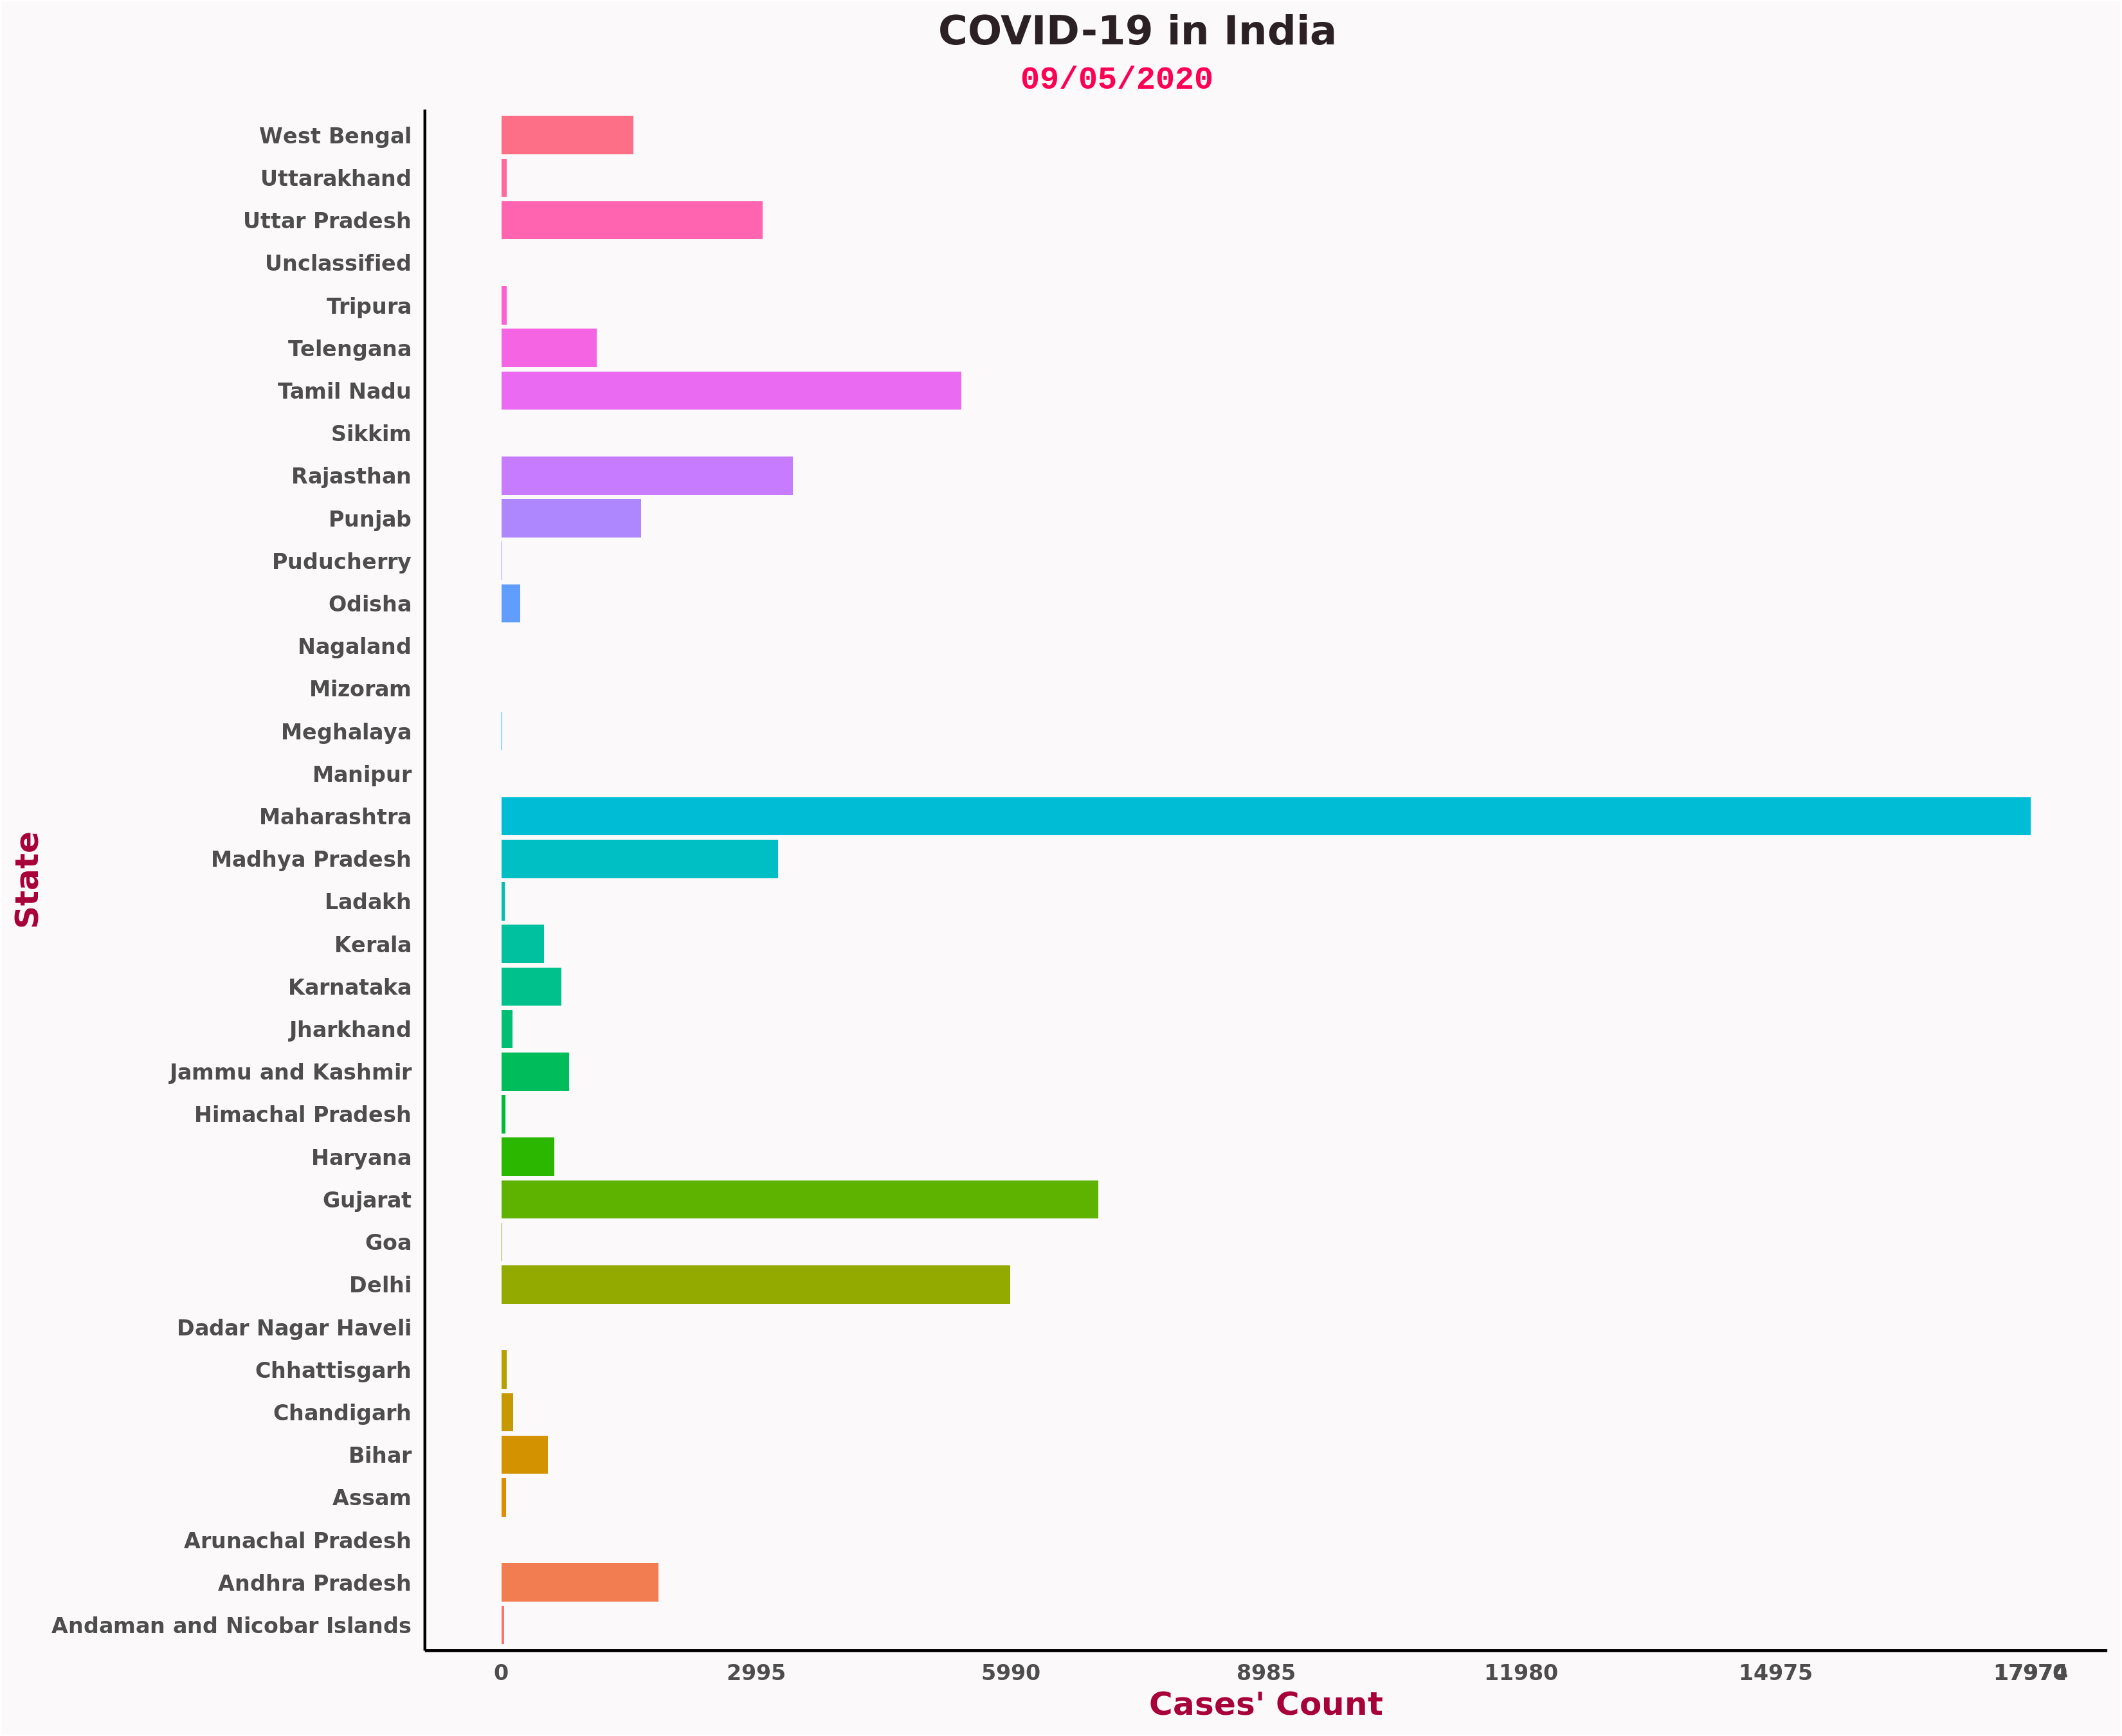 COVID-19 in India
09/05/2020
West Bengal
Uttarakhand
Uttar Pradesh
Unclassified
Tripura
Telengana
Tamil Nadu
Sikkim
Rajasthan
Punjab
Puducherry
Odisha
Nagaland
Mizoram
Meghalaya
Manipur
Maharashtra
Madhya Pradesh
Ladakh
Kerala
Karnataka
Jharkhand
Jammu and Kashmir
Himachal Pradesh
Haryana
Gujarat
Goa
Delhi
Dadar Nagar Haveli
Chhattisgarh
Chandigarh
Bihar
Assam
Arunachal Pradesh
Andhra Pradesh
Andaman and Nicobar Islands
State
0 2995 5990 8985 11980 14975
Cases' Count